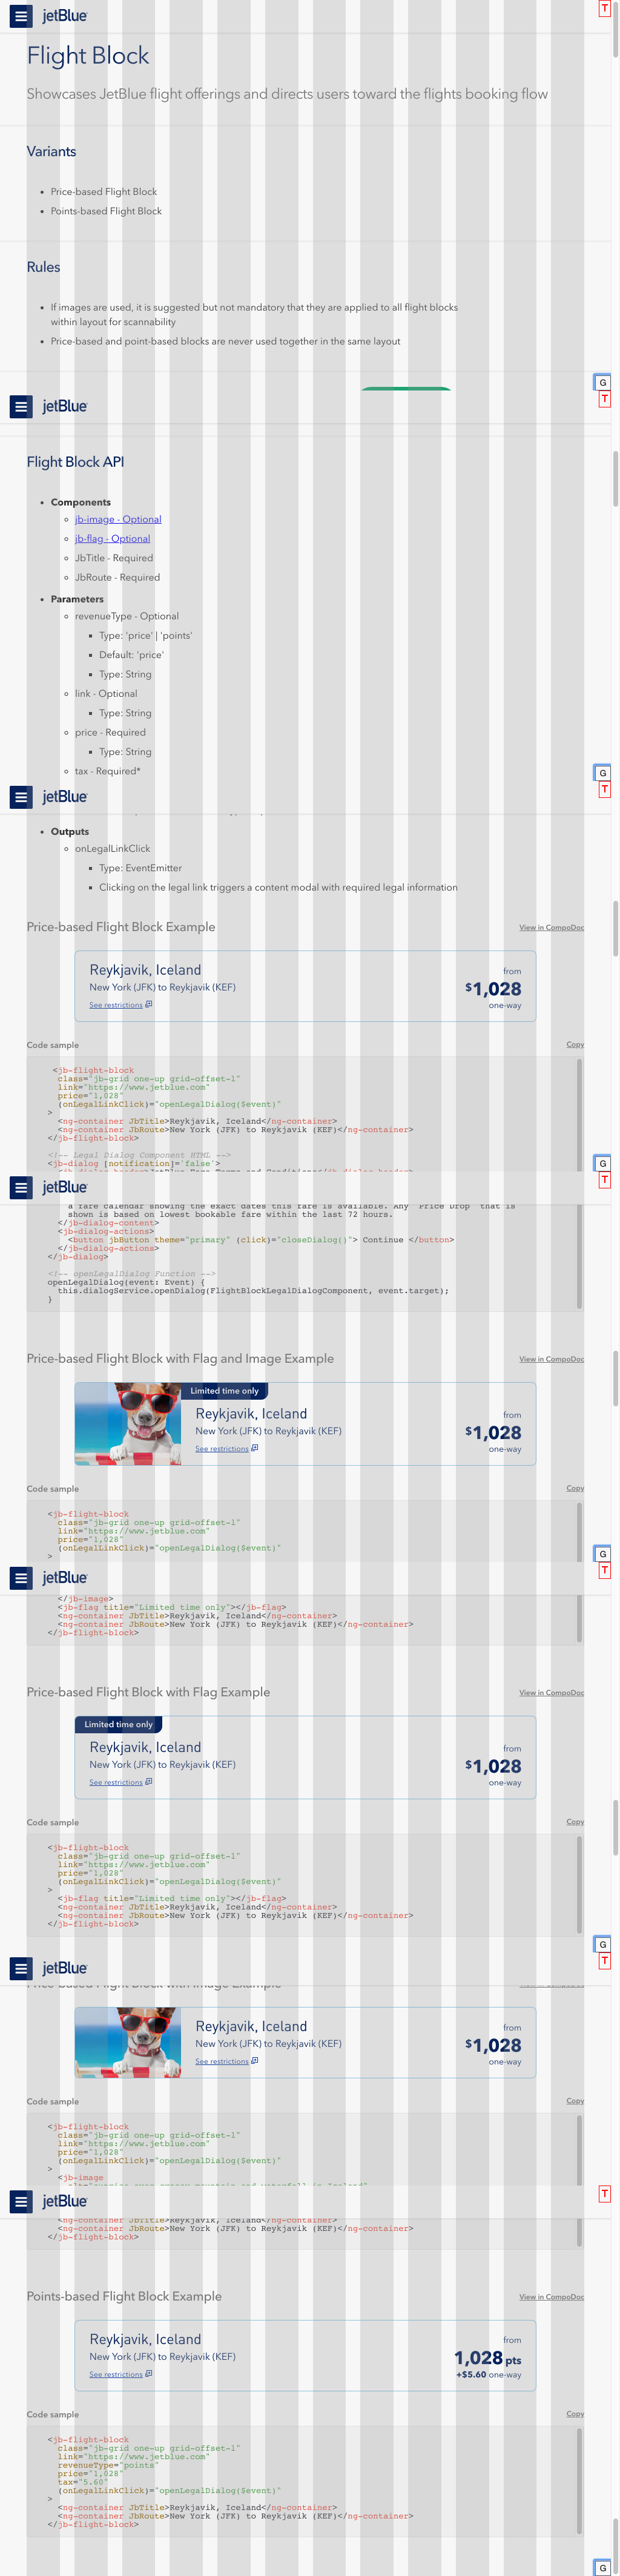 jetBlue
T
Flight Block
Showcases JetBlue flight offerings and directs users toward the flights booking flow
Variants
Price-based Flight Block
Points-based Flight Block
Rules
If images are used, it is suggested but not mandatory that they are applied to all flight blocks
within layout for scannability
Price-based and point-based blocks are never used together in the same layout
G
jetBlue
T
Flight Block API
Components
jb-image - Optional
jb-flag - Optional
JbTitle - Required
JbRoute - Required
Parameters
revenueType - Optional
Type: 'price' | 'points'
Default: 'price'
Type: String
link - Optional
Type: String
price - Required
Type: String
tax - Required*
G
jetBlue
T
Outputs
onLegalLinkClick
Type: EventEmitter
Clicking on the legal link triggers a content modal with required legal information
Price-based Flight Block Example
View in CompoDoc
Reykjavik, Iceland
from
New York (JFK) to Reykjavik (KEF)
$1,028
See restrictions
one-way
Code sample
Copy
<jb-flight-block
class="jb-grid one-up grid-offset-1"
link="https://www.jetblue.com"
price="1,028"
(onLegalLinkClick)="openLegalDialog($event)"
>
<ng-container JbTitle>Reykjavik, Iceland</ng-container>
<ng-container JbRoute>New York (JFK) to Reykjavik (KEF)</ng-container>
</jb-flight-block>
<!-- Legal Dialog Component HTML -->
<jb-dialog [notification]='false'>
G
jetBlue
T
a fare calendar showing the exact dates this fare is available. Any "Price Drop" that is
shown is based on lowest bookable fare within the last 72 hours.
</jb-dialog-content>
<jb-dialog-actions>
<button jbButton theme="primary" (click)="closeDialog()"> Continue </button>
</jb-dialog-actions>
</jb-dialog>
<!-- openLegalDialog Function -->
openLegalDialog(event: Event) {
this.dialogService.openDialog(FlightBlockLegalDialogComponent, event.target);
}
Price-based Flight Block with Flag and Image Example
View in CompoDoc
Limited time only
Reykjavik, Iceland
from
New York (JFK) to Reykjavik (KEF)
$1,028
See restrictions
one-way
Code sample
Copy
<jb-flight-block
class="jb-grid one-up grid-offset-1"
link="https://www.jetblue.com"
price="1,028"
(onLegalLinkClick)="openLegalDialog($event)"
>
G
jetBlue
T
</jb-image>
<jb-flag title="Limited time only"></jb-flag>
<ng-container JbTitle>Reykjavik, Iceland</ng-container>
<ng-container JbRoute>New York (JFK) to Reykjavik (KEF)</ng-container>
</jb-flight-block>
Price-based Flight Block with Flag Example
View in CompoDoc
Limited time only
Reykjavik, Iceland
from
New York (JFK) to Reykjavik (KEF)
$1,028
See restrictions
one-way
Code sample
Copy
<jb-flight-block
class="jb-grid one-up grid-offset-1"
link="https://www.jetblue.com"
price="1,028"
(onLegalLinkClick)="openLegalDialog($event)"
>
<jb-flag title="Limited time only"></jb-flag>
<ng-container JbTitle>Reykjavik, Iceland</ng-container>
<ng-container JbRoute>New York (JFK) to Reykjavik (KEF)</ng-container>
</jb-flight-block>
G
jetBlue
T
Reykjavik, Iceland
from
New York (JFK) to Reykjavik (KEF)
$1,028
See restrictions
one-way
Code sample
Copy
<jb-flight-block
class="jb-grid one-up grid-offset-1"
link="https://www.jetblue.com"
price="1,028"
(onLegalLinkClick)="openLegalDialog($event)"
>
<jb-image
jetBlue
T
<ng-container JbTitle>Reykjavik, Iceland</ng-container>
<ng-container JbRoute>New York (JFK) to Reykjavik (KEF)</ng-container>
</jb-flight-block>
Points-based Flight Block Example
View in CompoDoc
Reykjavik, Iceland
from
New York (JFK) to Reykjavik (KEF)
1,028 pts
See restrictions
+$5.60 one-way
Code sample
Copy
<jb-flight-block
class="jb-grid one-up grid-offset-1"
link="https://www.jetblue.com"
revenueType="points"
price="1,028"
tax="5.60"
(onLegalLinkClick)="openLegalDialog($event)"
>
<ng-container JbTitle>Reykjavik, Iceland</ng-container>
<ng-container JbRoute>New York (JFK) to Reykjavik (KEF)</ng-container>
</jb-flight-block>
G